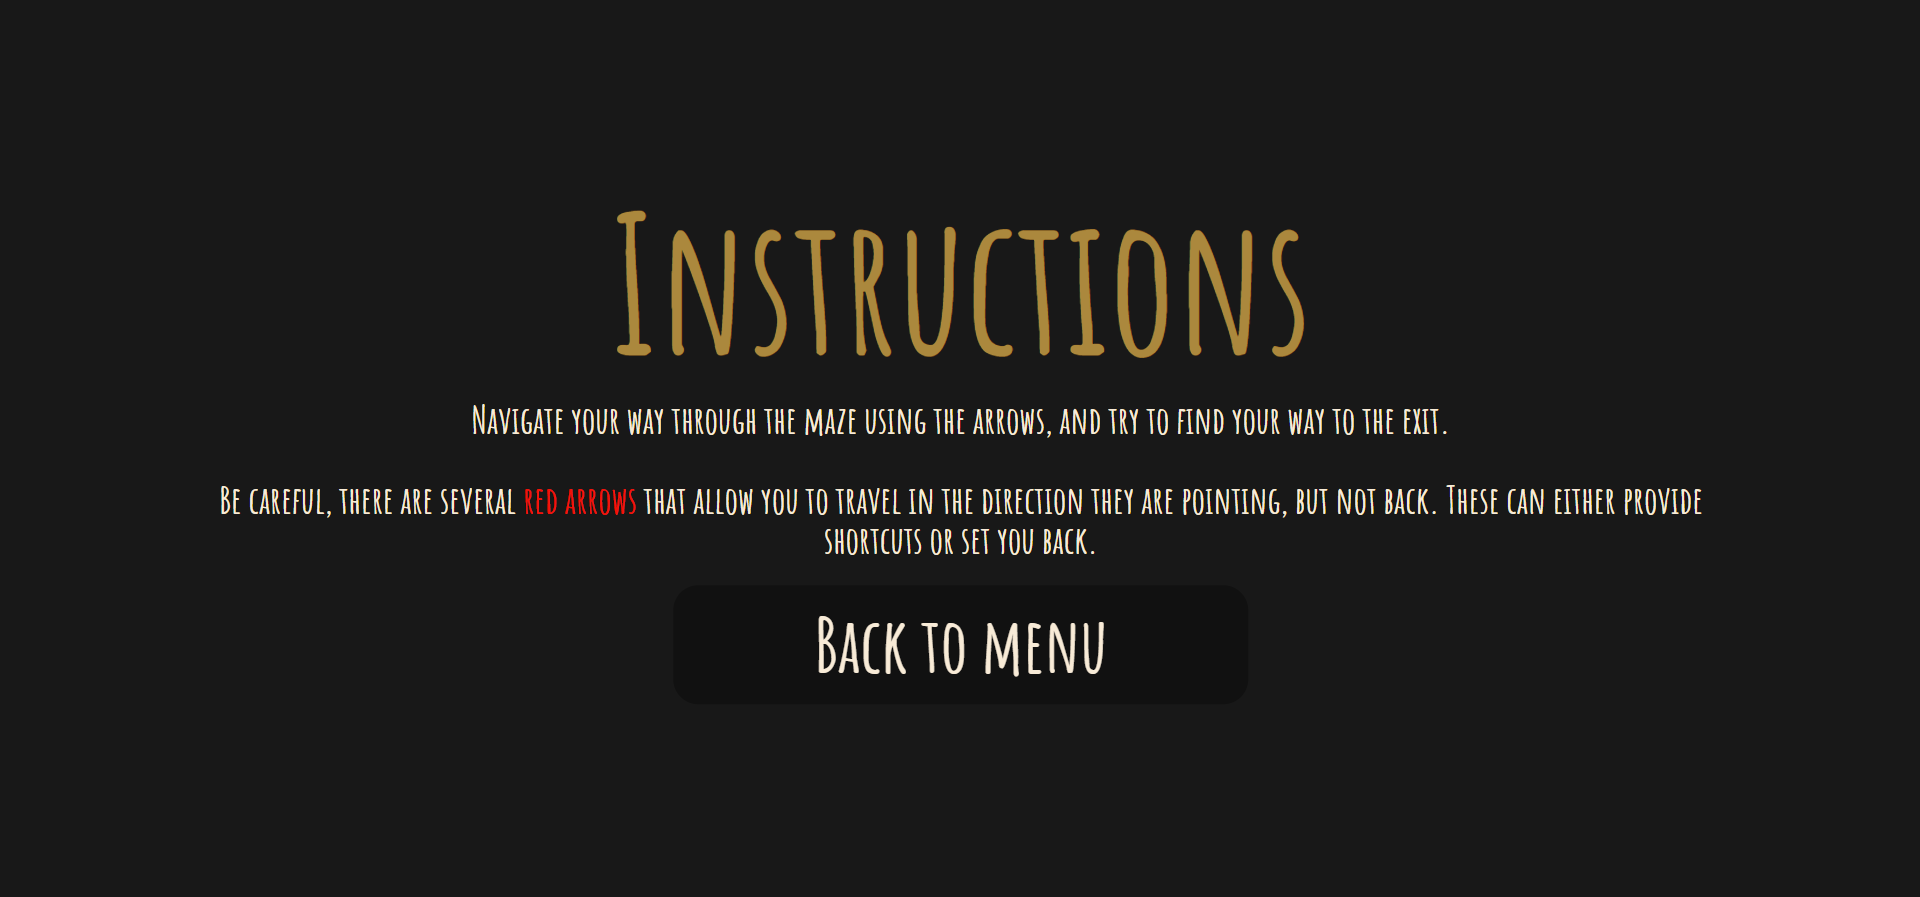 Instructions
Navigate your way through the maze using the arrows, and try to find your way to the exit.
Be careful, there are several red arrows that allow you to travel in the direction they are pointing, but not back. These can either provide
shortcuts or set you back.
Back to menu